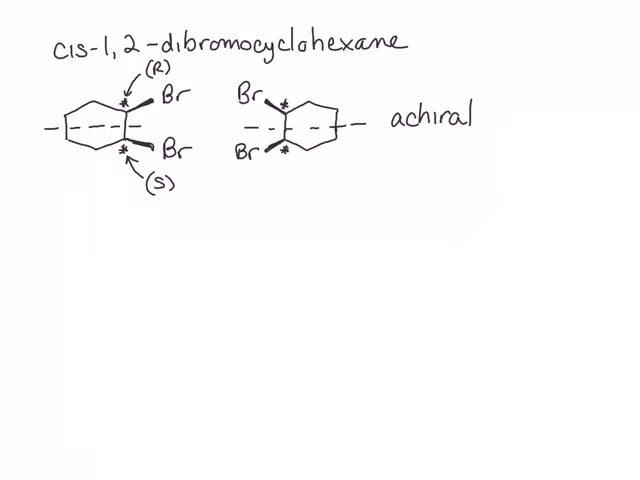 cis-1,2-dibromocyclohexane
(R)
Br Br
* *
achiral
Br Br
* *
(S)